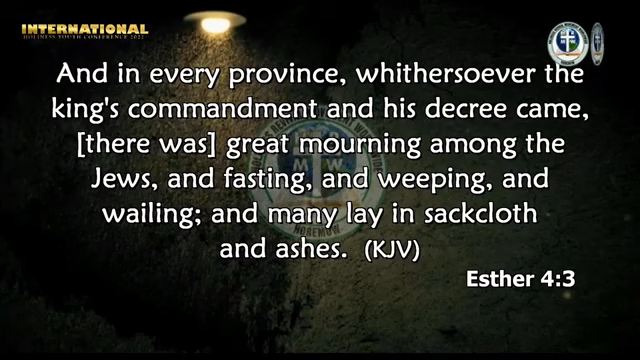 INTERNATIONAL
HOLINESS YOUTH CONFERENCE 2022
And in every province, whithersoever the
king's commandment and his decree came,
[there was] great mourning among the
Jews, and fasting, and weeping, and
wailing; and many lay in sackcloth
and ashes. (KJV)
Esther 4:3